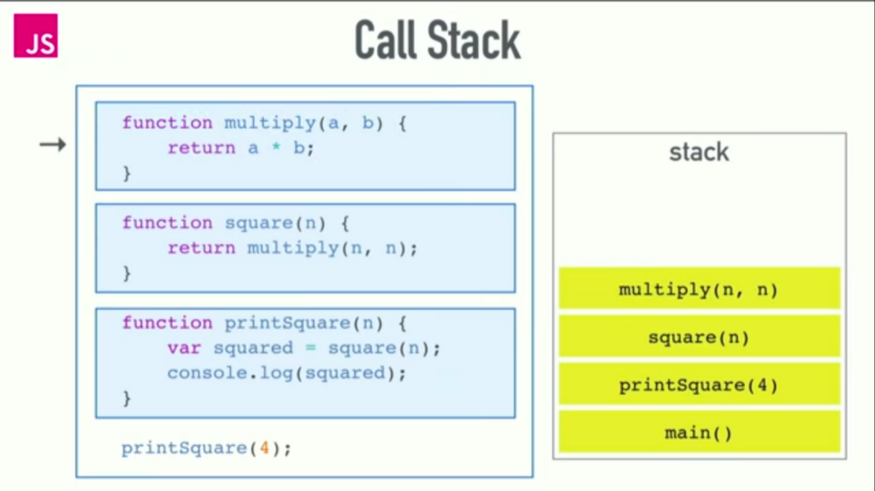 JS
Call Stack
function multiply(a, b) {
    return a * b;
}
function square(n) {
    return multiply(n, n);
}
function printSquare(n) {
    var squared = square(n);
    console.log(squared);
}
printSquare(4);
stack
multiply(n, n)
square(n)
printSquare(4)
main()